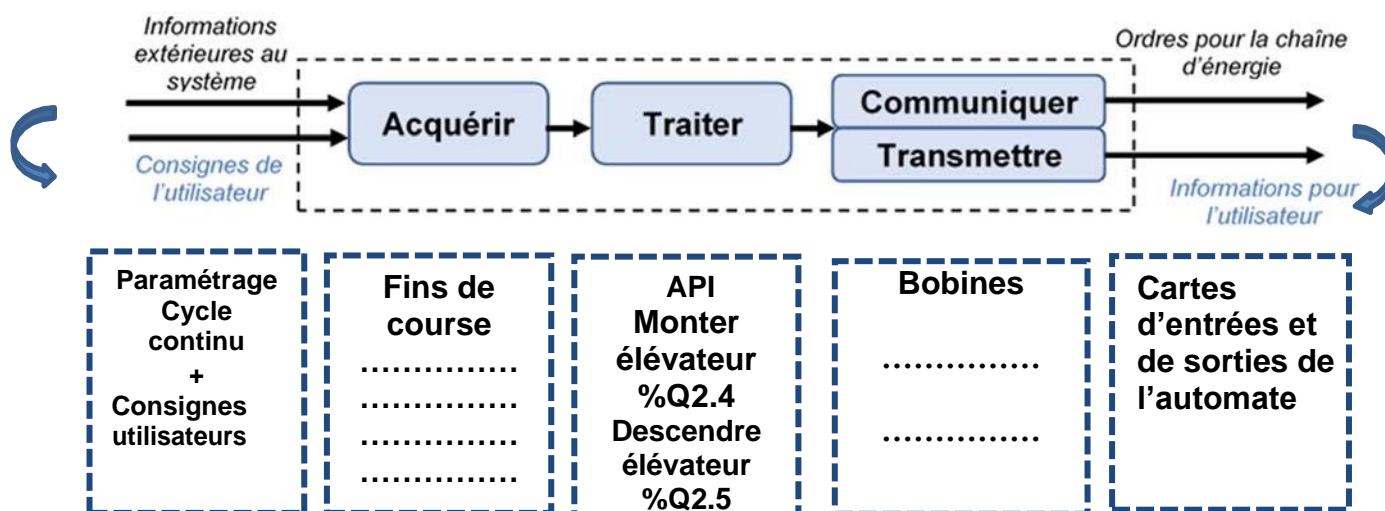 Informations
extérieures au
système
Consignes de
l'utilisateur
Acquérir
Traiter
Communiquer
Transmettre
Ordres pour la chaîne
d'énergie
Informations pour
l'utilisateur
Paramétrage
Cycle
continu
+
Consignes
utilisateurs
Fins de
course
...............
...............
...............
...............
API
Monter
élévateur
%Q2.4
Descendre
élévateur
%Q2.5
Bobines
...............
...............
Cartes
d'entrées et
de sorties de
l'automate